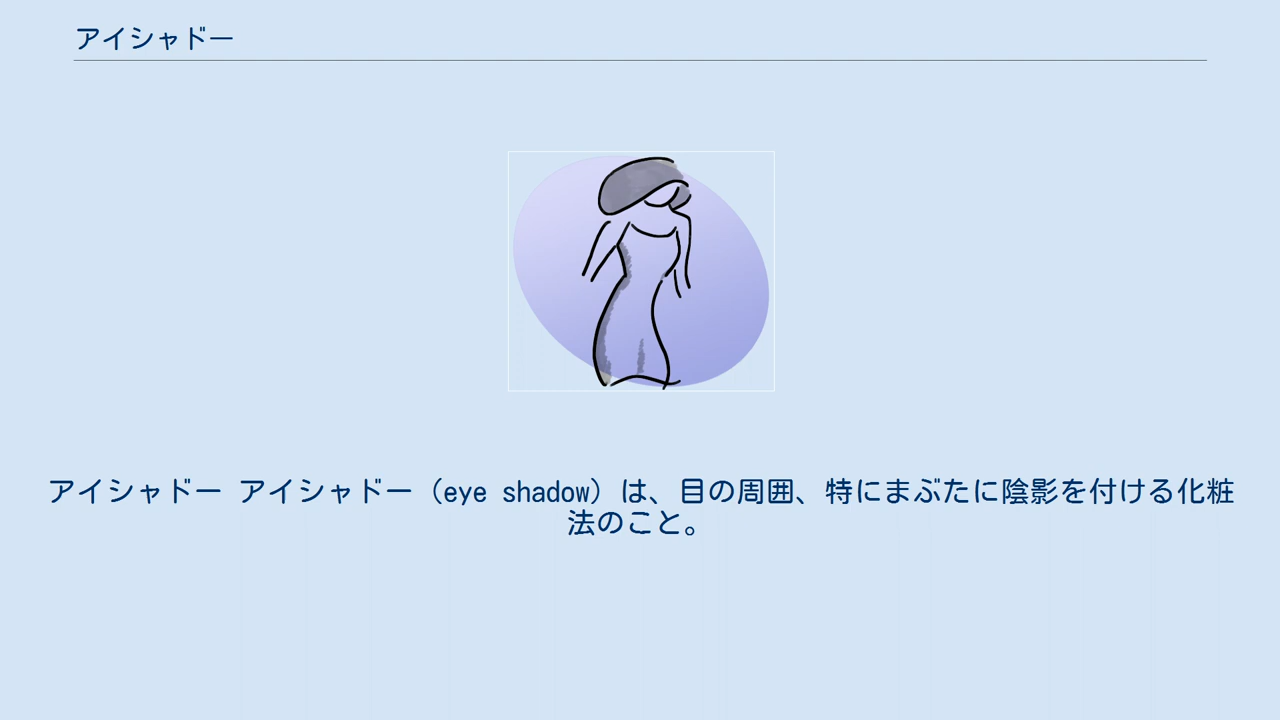 アイシャドー
アイシャドー アイシャドー（eye shadow）は、目の周囲、特にまぶたに陰影を付ける化粧
法のこと。